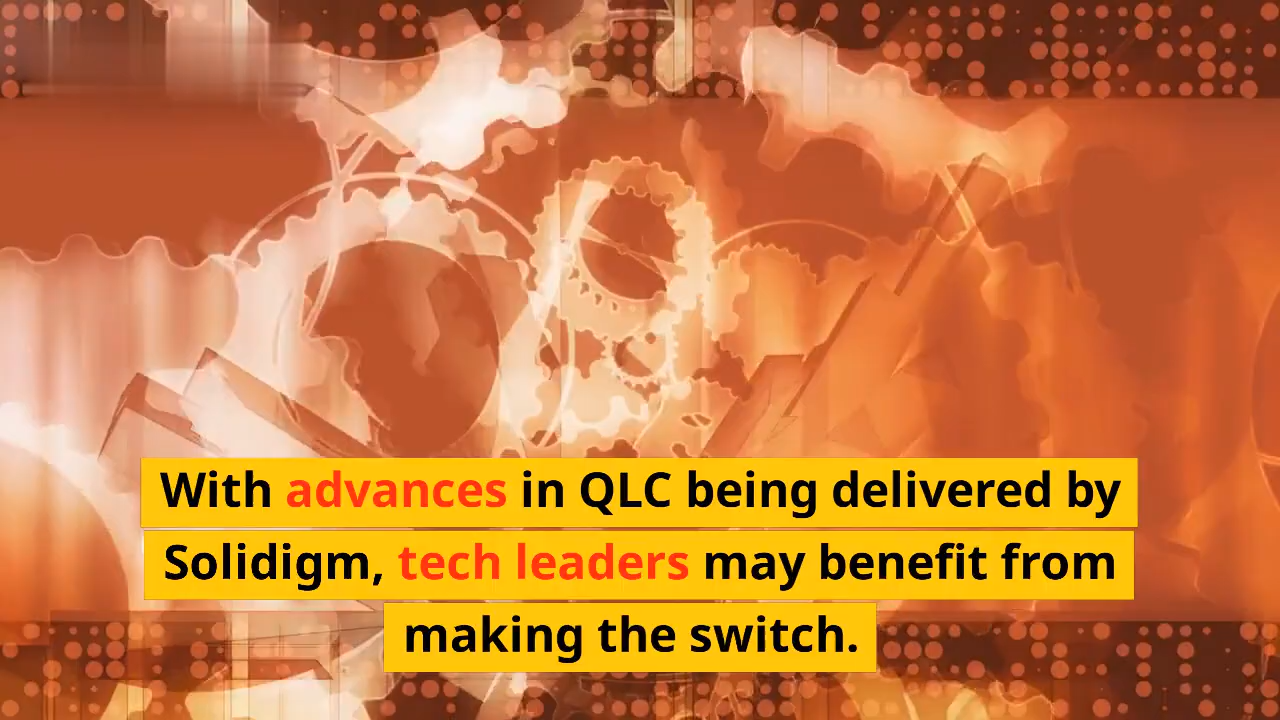 With advances in QLC being delivered by
Solidigm, tech leaders may benefit from
making the switch.